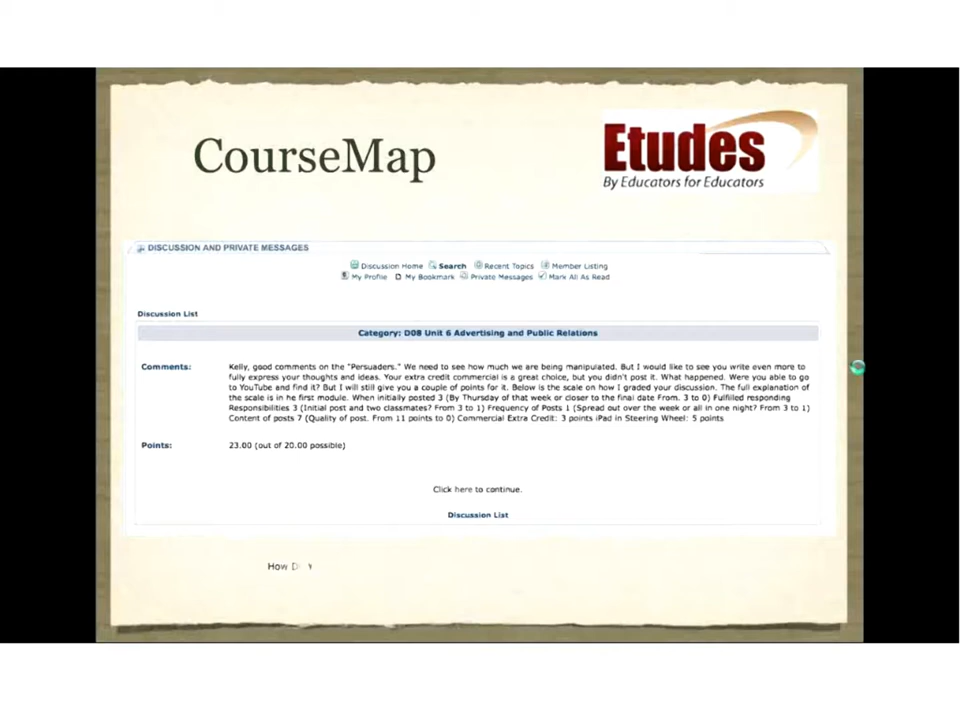 CourseMap
Etudes
By Educators for Educators
DISCUSSION AND PRIVATE MESSAGES
Discussion Home Search Recent Topics Member Listing
My Profile My Bookmark Private Messages Mark All As Read
Discussion List
Category: D08 Unit 6 Advertising and Public Relations
Comments: Kelly, good comments on the "Persuaders." We need to see how much we are being manipulated. But I would like to see you write even more to
fully express your thoughts and ideas. Your extra credit commercial is a great choice, but you didn't post it. What happened. Were you able to go
to YouTube and find it? But I will still give you a couple of points for it. Below is the scale on how I graded your discussion. The full explanation of
the scale is in he first module. When initially posted 3 (By Thursday of that week or closer to the final date From. 3 to 0) Fulfilled responding
Responsibilities 3 (Initial post and two classmates? From 3 to 1) Frequency of Posts 1 (Spread out over the week or all in one night? From 3 to 1)
Content of posts 7 (Quality of post. From 11 points to 0) Commercial Extra Credit: 3 points iPad in Steering Wheel: 5 points
Points: 23.00 (out of 20.00 possible)
Click here to continue.
Discussion List
How